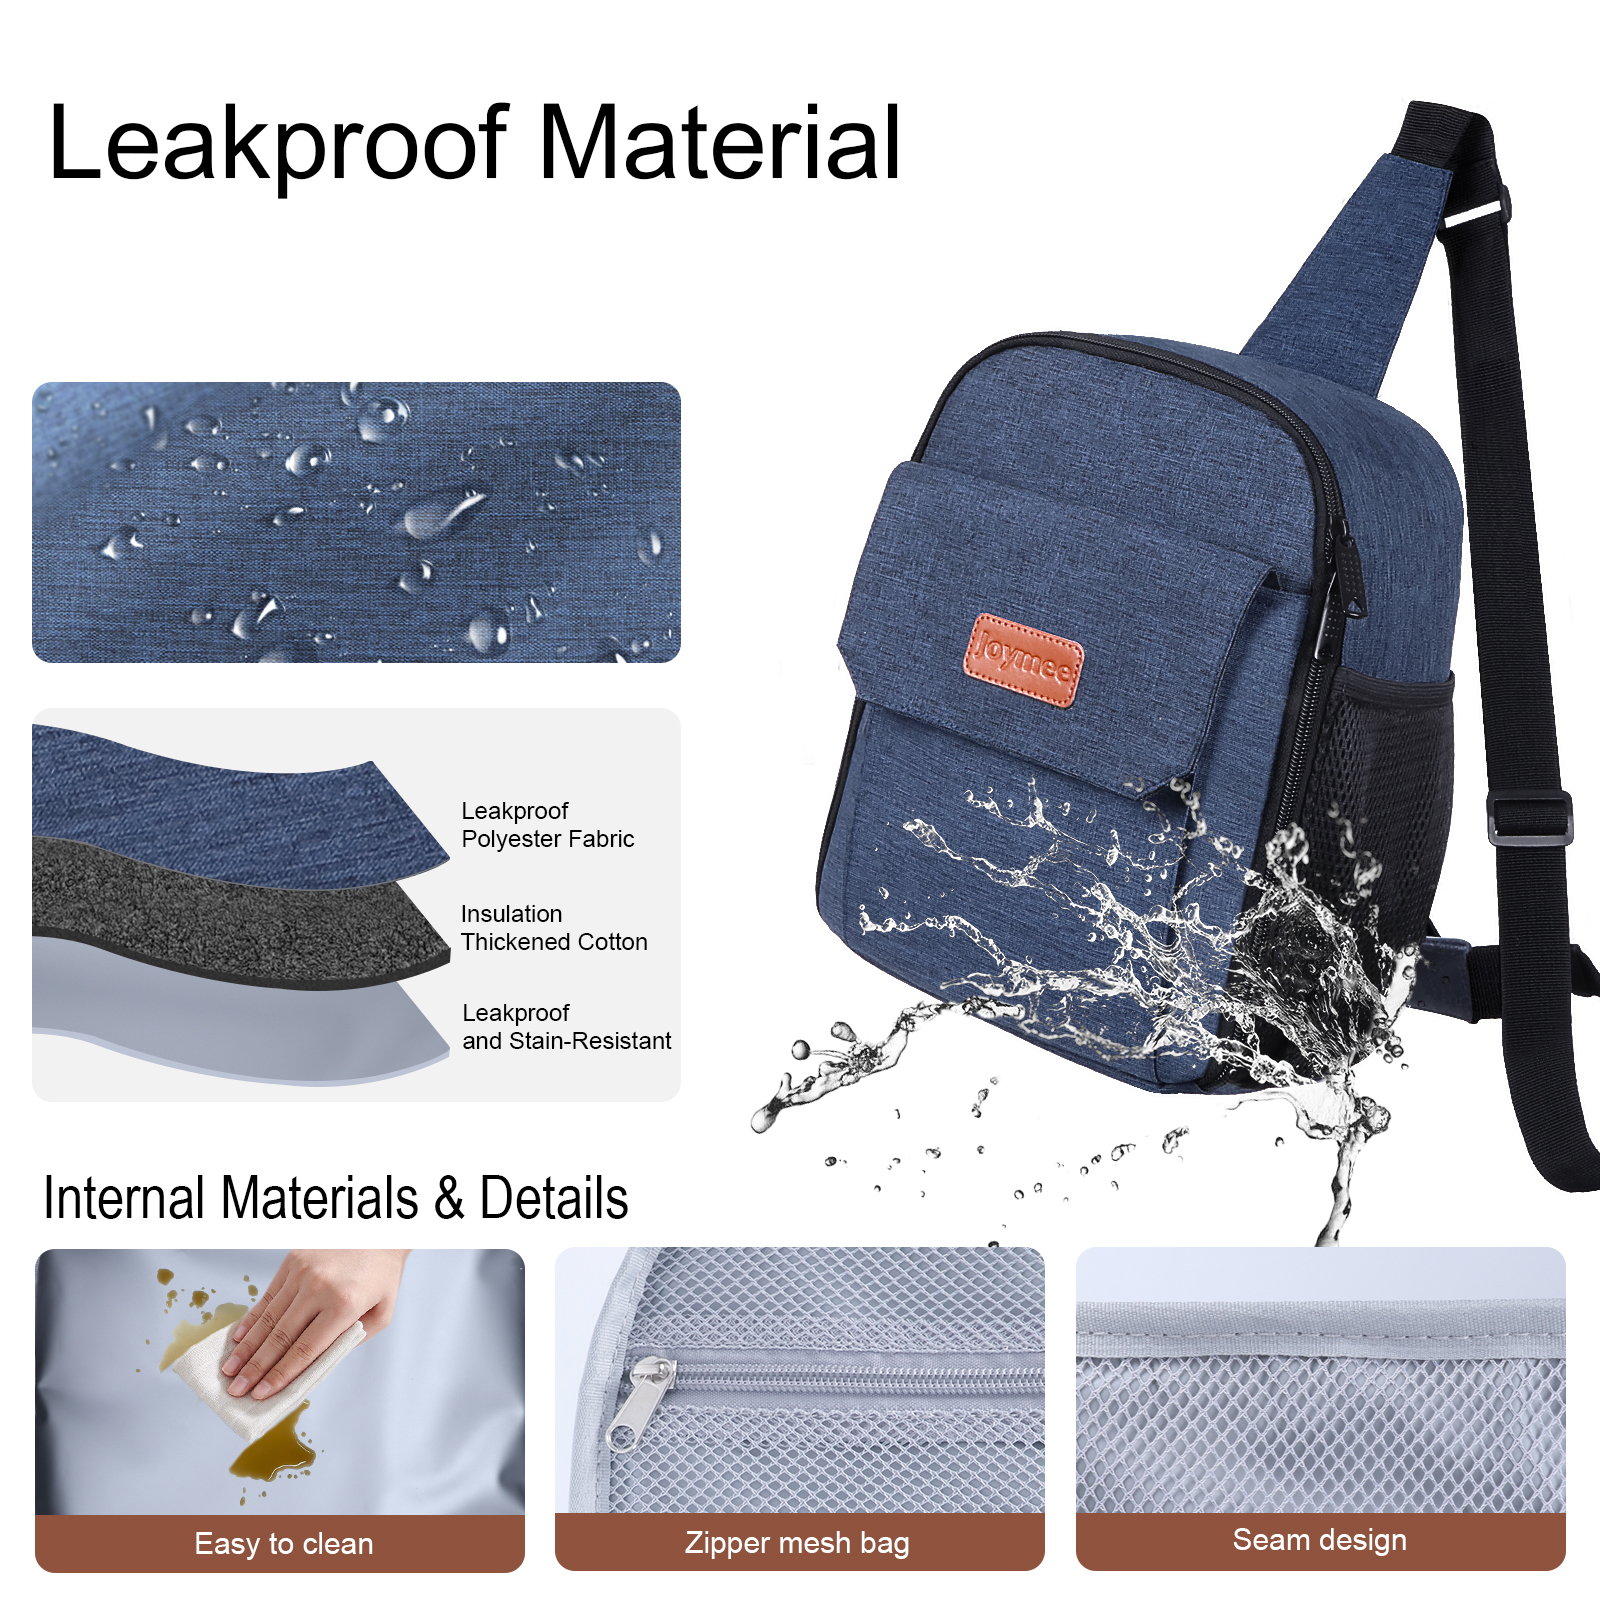 Leakproof Material
Joymee
Leakproof
Polyester Fabric
Insulation
Thickened Cotton
Leakproof
and Stain-Resistant
Internal Materials & Details
Easy to clean
Zipper mesh bag
Seam design